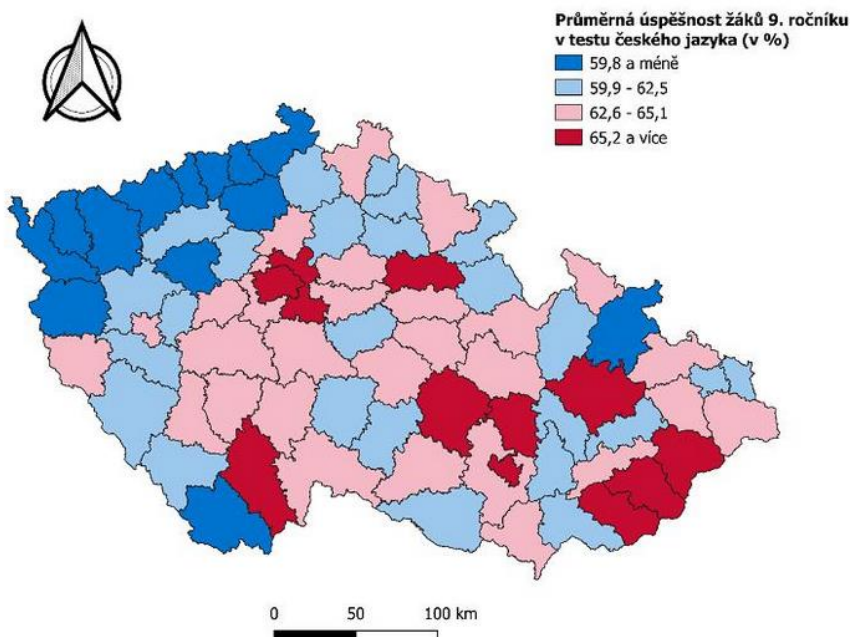 Průměrná úspěšnost žáků 9. ročníku
v testu českého jazyka (v %)
59,8 a méně
59,9 - 62,5
62,6 - 65,1
65,2 a více
0 50 100 km